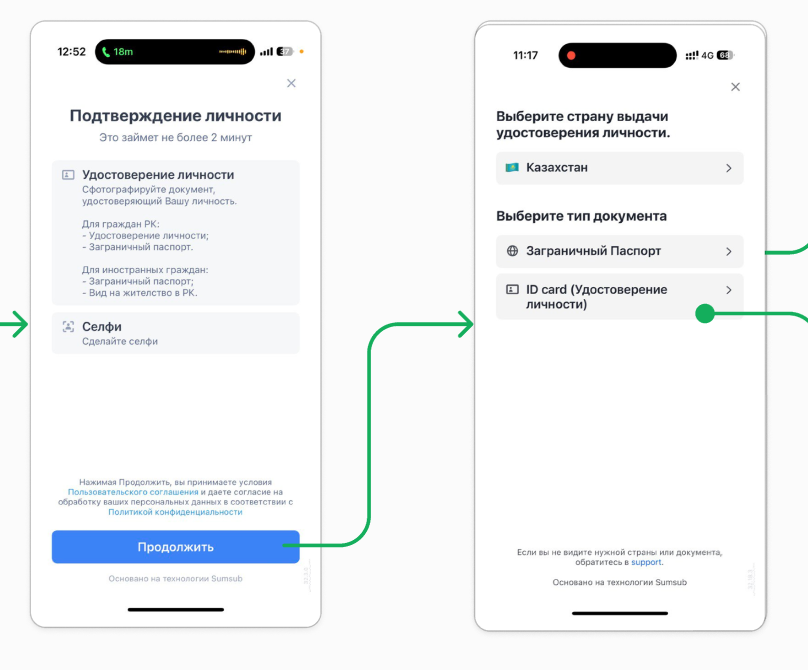 12:52
18m
37
Подтверждение личности
Это займет не более 2 минут
Удостоверение личности
Сфотографируйте документ,
удостоверяющий Вашу личность.
Для граждан РК:
- Удостоверение личности;
- Заграничный паспорт.
Для иностранных граждан:
- Заграничный паспорт;
- Вид на жителство в РК.
Селфи
Сделайте селфи
Нажимая Продолжить, вы принимаете условия
Пользовательского соглашения и даете согласие на
обработку ваших персональных данных в соответствии с
Политикой конфиденциальности
Продолжить
Основано на технологии Sumsub
11:17
4G
68
Выберите страну выдачи
удостоверения личности.
Казахстан
Выберите тип документа
Заграничный Паспорт
ID card (Удостоверение
личности)
Если вы не видите нужной страны или документа,
обратитесь в support.
Основано на технологии Sumsub